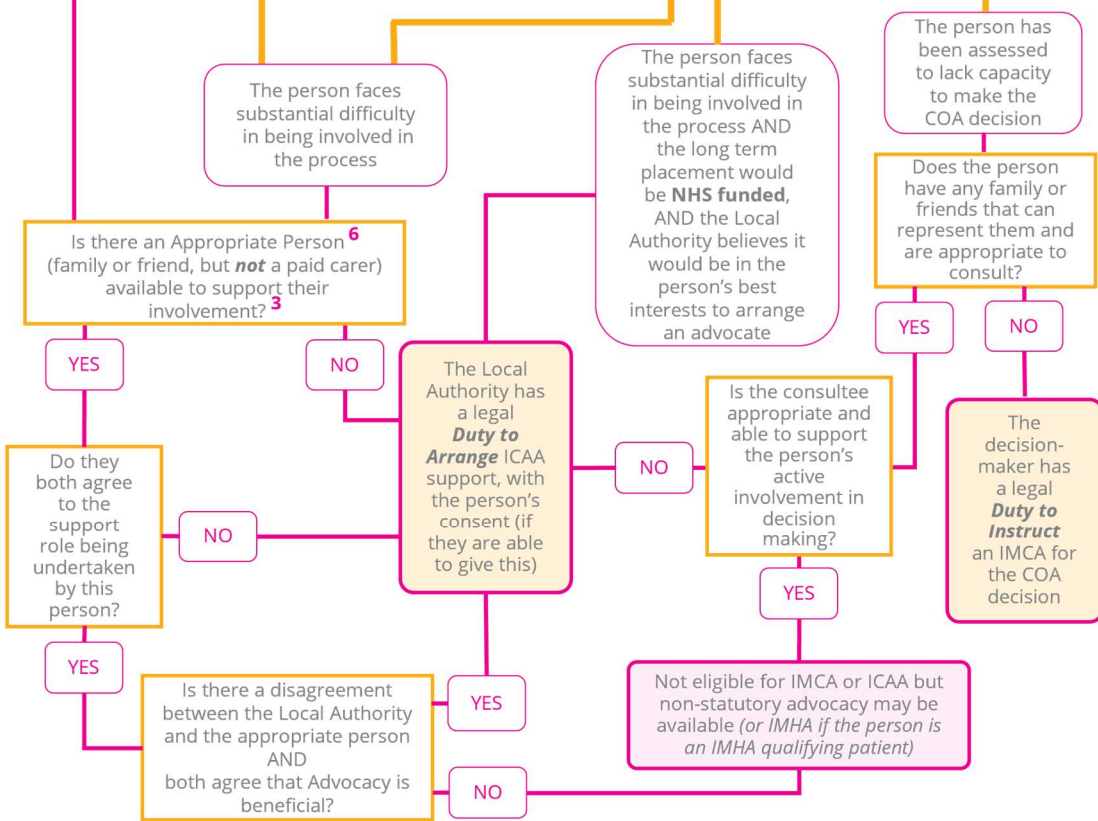 The person faces
substantial difficulty
in being involved in
the process
The person faces
substantial difficulty
in being involved in
the process AND
the long term
placement would
be NHS funded,
AND the Local
Authority believes it
would be in the
person's best
interests to arrange
an advocate
The person has
been assessed
to lack capacity
to make the
COA decision
Does the person
have any family or
friends that can
represent them and
are appropriate to
consult?
Is there an Appropriate Person 6
(family or friend, but not a paid carer)
available to support their
involvement? 3
YES
NO
YES
NO
The Local
Authority has
a legal
Duty to
Arrange ICAA
support, with
the person's
consent (if
they are able
to give this)
Is the consultee
appropriate and
able to support
the person's
active
involvement in
decision
making?
The
decision-
maker has
a legal
Duty to
Instruct
an IMCA for
the COA
decision
Do they
both agree
to the
support
role being
undertaken
by this
person?
NO
NO
YES
YES
Is there a disagreement
between the Local Authority
and the appropriate person
AND
both agree that Advocacy is
beneficial?
YES
NO
Not eligible for IMCA or ICAA but
non-statutory advocacy may be
available (or IMHA if the person is
an IMHA qualifying patient)